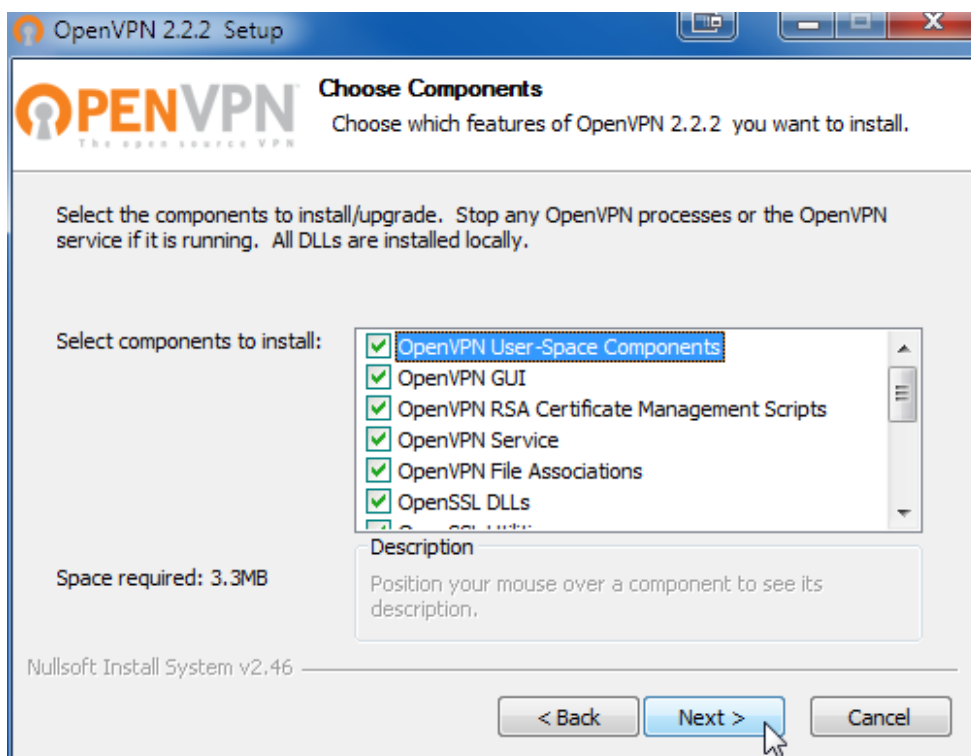 OpenVPN 2.2.2 Setup
OPENVPN
The open source VPN
Choose Components
Choose which features of OpenVPN 2.2.2 you want to install.
Select the components to install/upgrade. Stop any OpenVPN processes or the OpenVPN
service if it is running. All DLLs are installed locally.
Select components to install:
OpenVPN User-Space Components
OpenVPN GUI
OpenVPN RSA Certificate Management Scripts
OpenVPN Service
OpenVPN File Associations
OpenSSL DLLs
Space required: 3.3MB
Description
Position your mouse over a component to see its
description.
Nullsoft Install System v2.46
< Back
Next >
Cancel